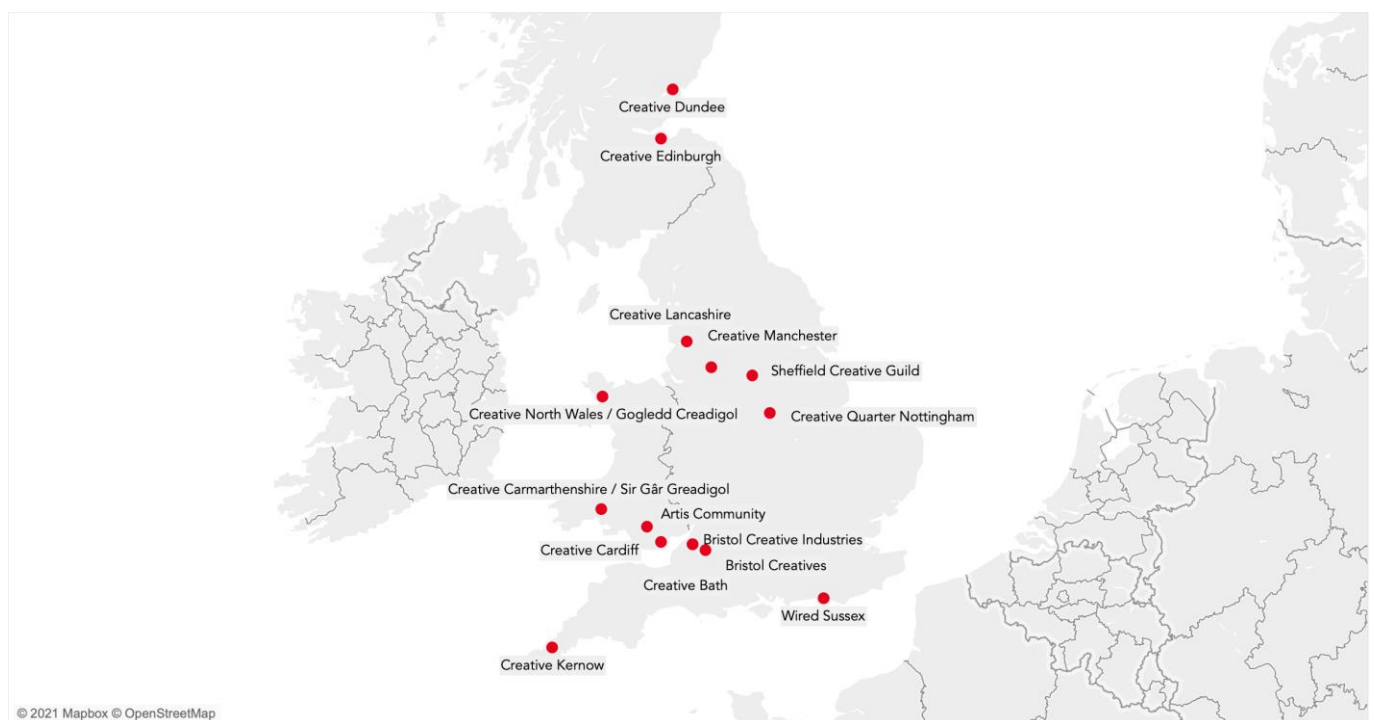 Creative Dundee
Creative Edinburgh
Creative Lancashire
Creative Manchester
Sheffield Creative Guild
Creative North Wales / Gogledd Creadigol
Creative Quarter Nottingham
Creative Carmarthenshire / Sir Gâr Greadigol
Artis Community
Bristol Creative Industries
Creative Cardiff
Bristol Creatives
Creative Bath
Wired Sussex
Creative Kernow
© 2021 Mapbox © OpenStreetMap